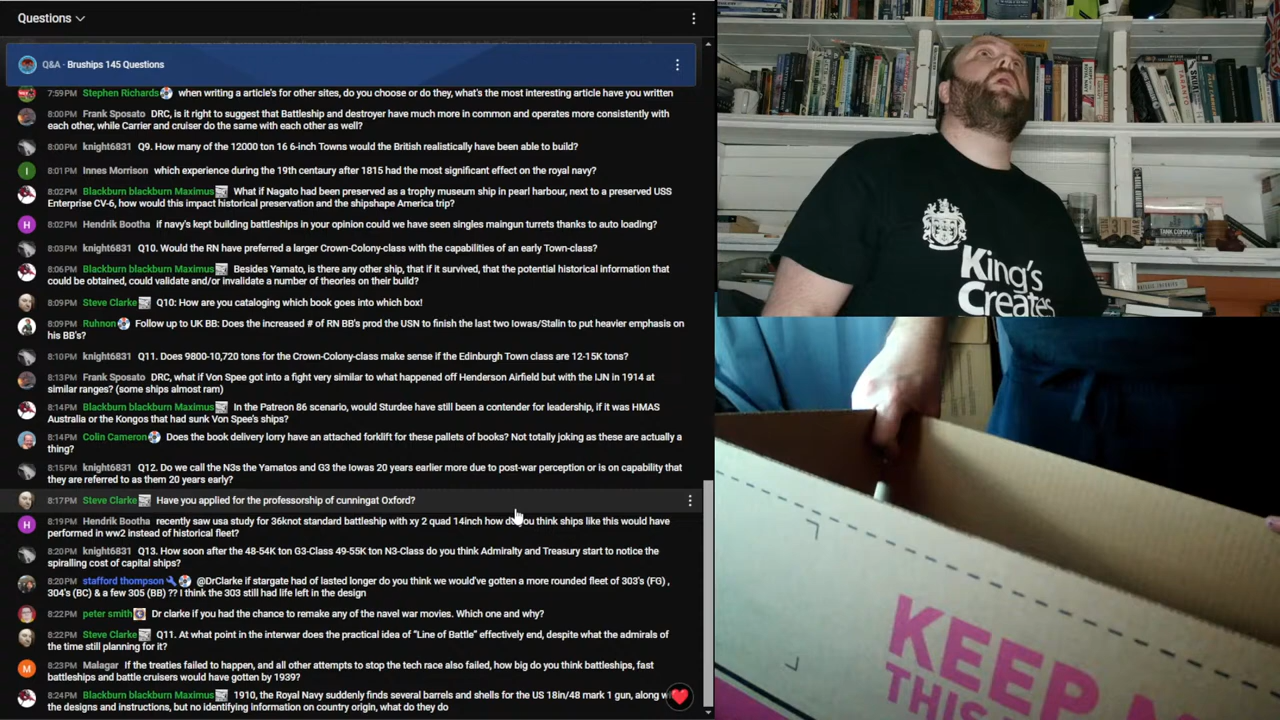 Questions
Q&A · Bruships 145 Questions
7:59PM Stephen Richards when writing a article's for other sites, do you choose or do they, what's the most interesting article have you written
8:00PM Frank Sposato DRC, is it right to suggest that Battleship and destroyer have much more in common and operates more consistently with
each other, while Carrier and cruiser do the same with each other as well?
8:00PM knight6831 Q9. How many of the 12000 ton 16 6-inch Towns would the British realistically have been able to build?
8:01PM Innes Morrison which experience during the 19th centaury after 1815 had the most significant effect on the royal navy?
8:02PM Blackburn blackburn Maximus What if Nagato had been preserved as a trophy museum ship in pearl harbour, next to a preserved USS
Enterprise CV-6, how would this impact historical preservation and the shipshape America trip?
8:02PM Hendrik Bootha if navy's kept building battleships in your opinion could we have seen singles maingun turrets thanks to auto loading?
8:03PM knight6831 Q10. Would the RN have preferred a larger Crown-Colony-class with the capabilities of an early Town-class?
8:06PM Blackburn blackburn Maximus Besides Yamato, is there any other ship, that if it survived, that the potential historical information that
could be obtained, could validate and/or invalidate a number of theories on their build?
8:09PM Steve Clarke Q10: How are you cataloging which book goes into which box!
8:09PM Ruhnon Follow up to UK BB: Does the increased # of RN BB's prod the USN to finish the last two Iowas/Stalin to put heavier emphasis on
his BB's?
8:10PM knight6831 Q11. Does 9800-10,720 tons for the Crown-Colony-class make sense if the Edinburgh Town class are 12-15K tons?
8:13PM Frank Sposato DRC, what if Von Spee got into a fight very similar to what happened off Henderson Airfield but with the IJN in 1914 at
similar ranges? (some ships almost ram)
8:14PM Blackburn blackburn Maximus In the Patreon 86 scenario, would Sturdee have still been a contender for leadership, if it was HMAS
Australia or the Kongos that had sunk Von Spee's ships?
8:14PM Colin Cameron Does the book delivery lorry have an attached forklift for these pallets of books? Not totally joking as these are actually a
thing?
8:15PM knight6831 Q12. Do we call the N3s the Yamatos and G3 the Iowas 20 years earlier more due to post-war perception or is on capability that
they are referred to as them 20 years early?
8:17PM Steve Clarke Have you applied for the professorship of cunningat Oxford?
8:19PM Hendrik Bootha recently saw usa study for 36knot standard battleship with xy 2 quad 14inch how do you think ships like this would have
performed in ww2 instead of historical fleet?
8:20PM knight6831 Q13. How soon after the 48-54K ton G3-Class 49-55K ton N3-Class do you think Admiralty and Treasury start to notice the
spiralling cost of capital ships?
8:20PM stafford thompson @DrClarke if stargate had of lasted longer do you think we would've gotten a more rounded fleet of 303's (FG) ,
304's (BC) & a few 305 (BB) ?? I think the 303 still had life left in the design
8:22PM peter smith Dr clarke if you had the chance to remake any of the navel war movies. Which one and why?
8:22PM Steve Clarke Q11. At what point in the interwar does the practical idea of “Line of Battle” effectively end, despite what the admirals of
the time still planning for it?
8:23PM Malagar If the treaties failed to happen, and all other attempts to stop the tech race also failed, how big do you think battleships, fast
battleships and battle cruisers would have gotten by 1939?
8:24PM Blackburn blackburn Maximus 1910, the Royal Navy suddenly finds several barrels and shells for the US 18in/48 mark 1 gun, along w
the designs and instructions, but no identifying information on country origin, what do they do
King's
Creates
KEEP
THIS